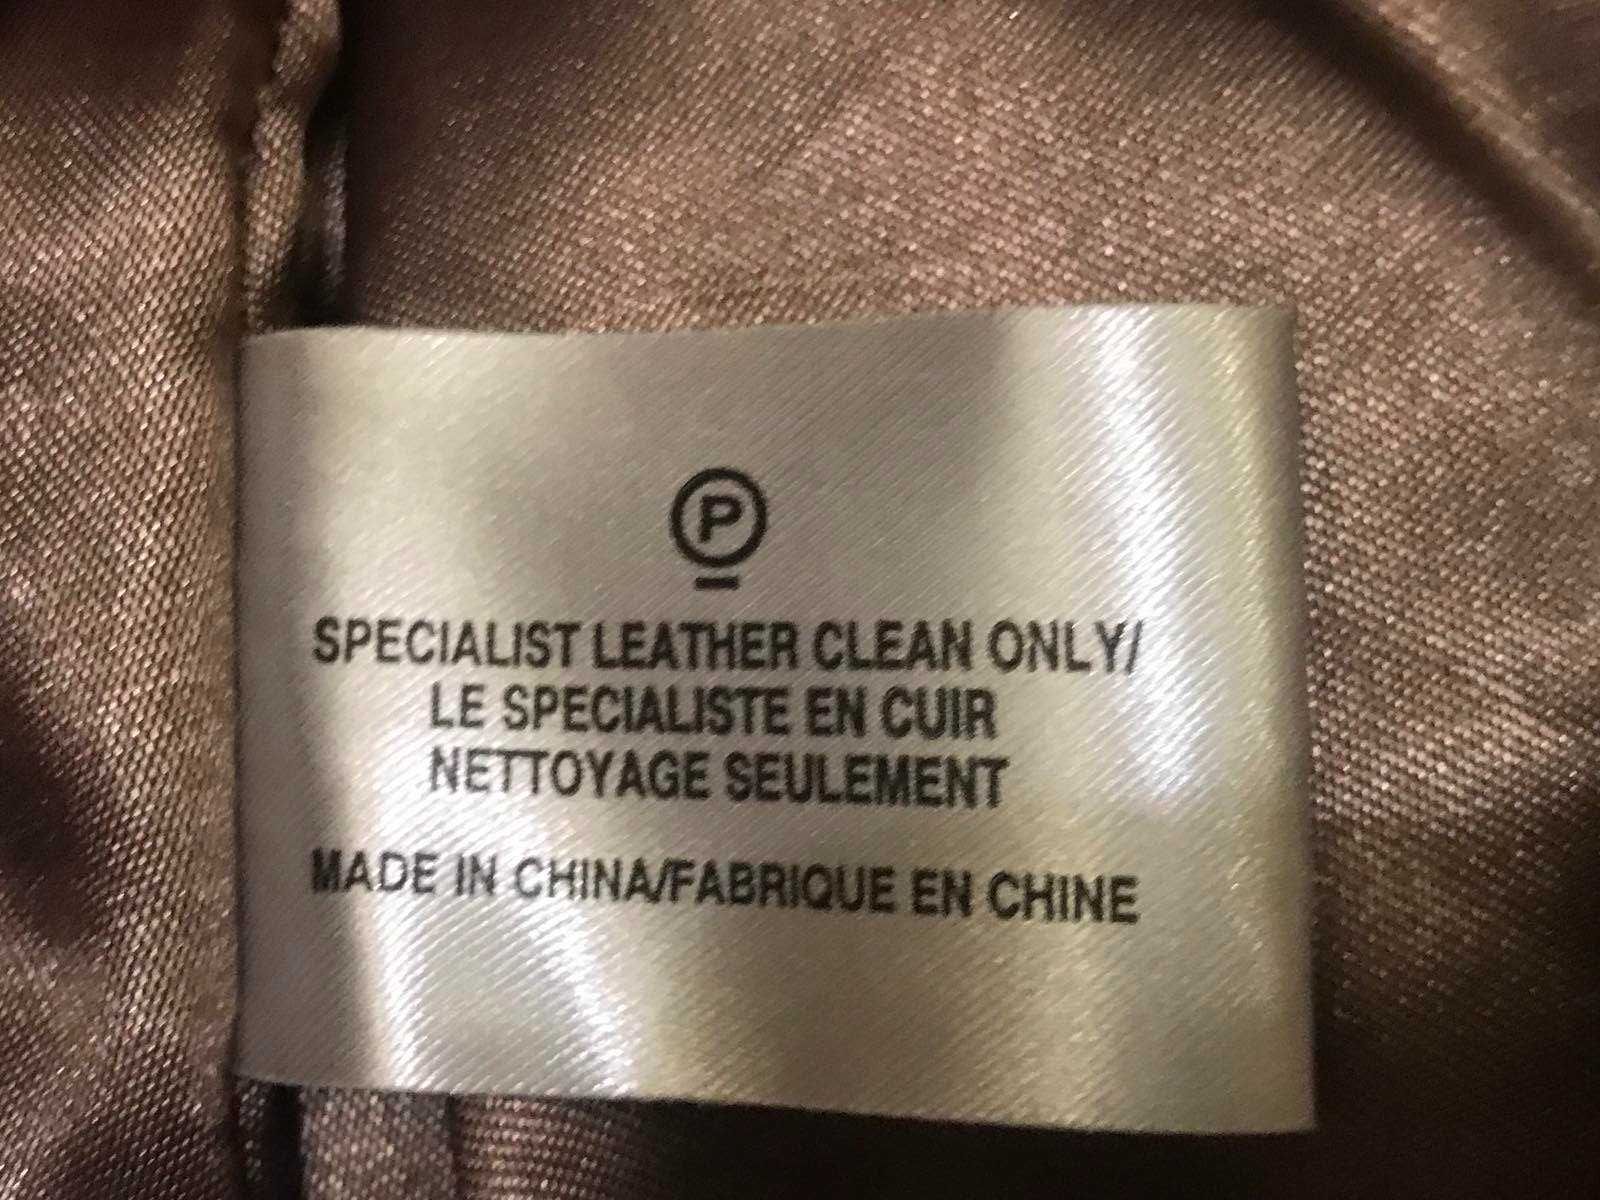 P
SPECIALIST LEATHER CLEAN ONLY/
LE SPECIALISTE EN CUIR
NETTOYAGE SEULEMENT
MADE IN CHINA/FABRIQUE EN CHINE